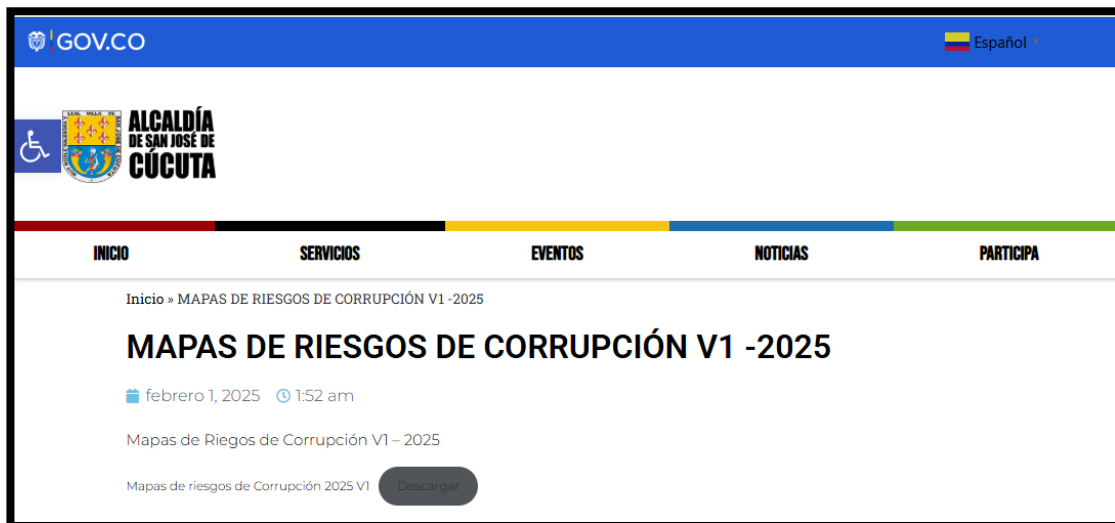 GOV.CO
Español
ALCALDÍA
DE SAN JOSÉ DE
CÚCUTA
INICIO SERVICIOS EVENTOS NOTICIAS PARTICIPA
Inicio » MAPAS DE RIESGOS DE CORRUPCIÓN V1 -2025
MAPAS DE RIESGOS DE CORRUPCIÓN V1 -2025
febrero 1, 2025 1:52 am
Mapas de Riegos de Corrupción V1 – 2025
Mapas de riesgos de Corrupción 2025 V1 Descargar